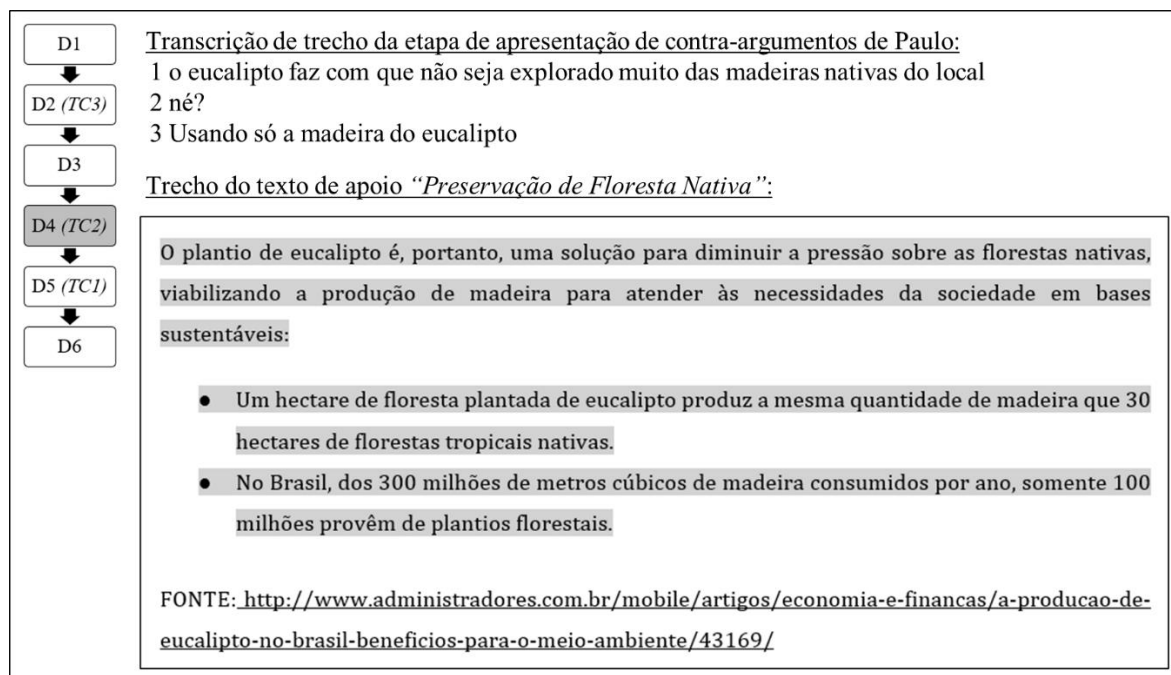 D1
D2 (TC3)
D3
D4 (TC2)
D5 (TC1)
D6
Transcrição de trecho da etapa de apresentação de contra-argumentos de Paulo:
1 o eucalipto faz com que não seja explorado muito das madeiras nativas do local
2 né?
3 Usando só a madeira do eucalipto
Trecho do texto de apoio “Preservação de Floresta Nativa”:
O plantio de eucalipto é, portanto, uma solução para diminuir a pressão sobre as florestas nativas,
viabilizando a produção de madeira para atender às necessidades da sociedade em bases
sustentáveis:
● Um hectare de floresta plantada de eucalipto produz a mesma quantidade de madeira que 30
hectares de florestas tropicais nativas.
● No Brasil, dos 300 milhões de metros cúbicos de madeira consumidos por ano, somente 100
milhões provêm de plantios florestais.
FONTE: http://www.administradores.com.br/mobile/artigos/economia-e-financas/a-producao-de-
eucalipto-no-brasil-beneficios-para-o-meio-ambiente/43169/